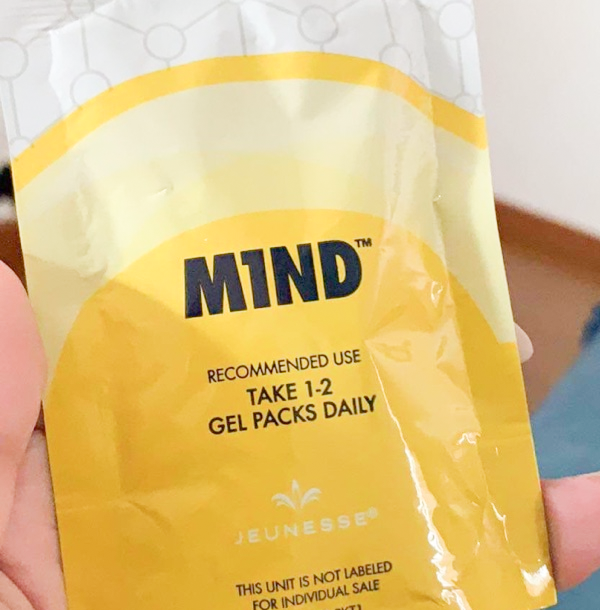 M1ND™
RECOMMENDED USE
TAKE 1-2
GEL PACKS DAILY
JEUNESSE®
THIS UNIT IS NOT LABELED
FOR INDIVIDUAL SALE